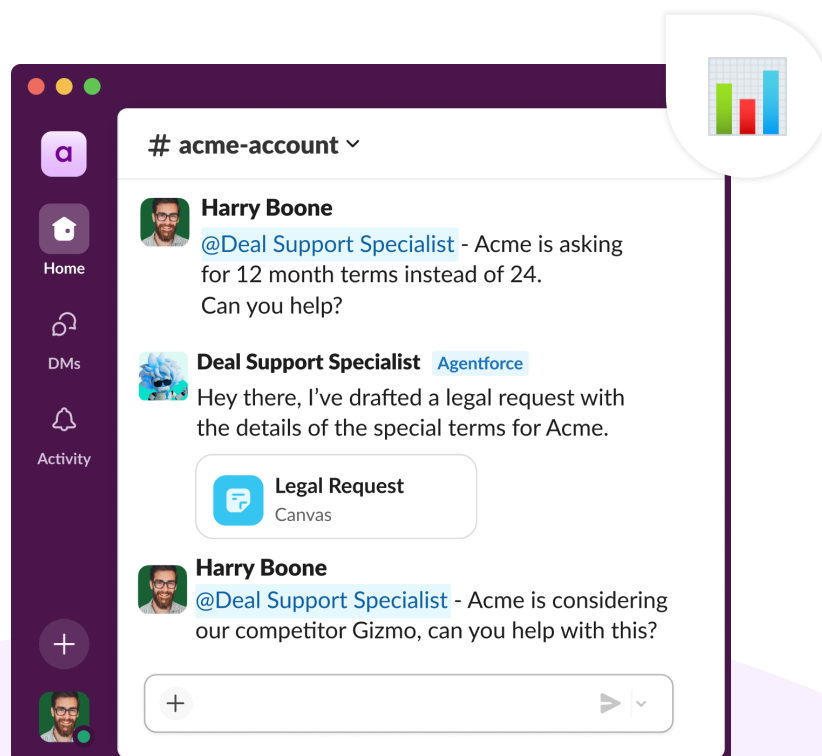 # acme-account
a
Home
DMs
Activity
Harry Boone
@Deal Support Specialist - Acme is asking
for 12 month terms instead of 24.
Can you help?
Deal Support Specialist Agentforce
Hey there, I’ve drafted a legal request with
the details of the special terms for Acme.
Legal Request
Canvas
Harry Boone
@Deal Support Specialist - Acme is considering
our competitor Gizmo, can you help with this?